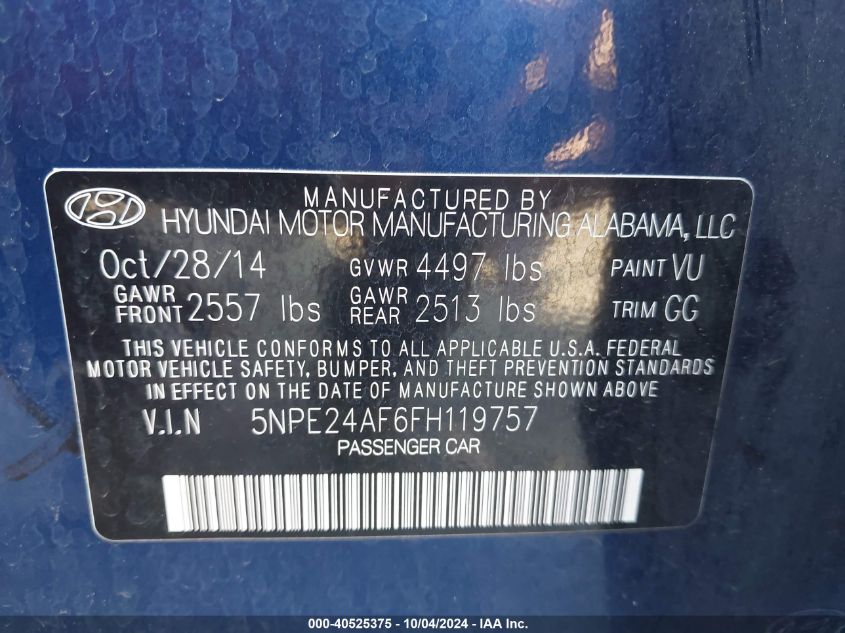 MANUFACTURED BY
HYUNDAI MOTOR MANUFACTURING ALABAMA, LLC
Oct/28/14 GVWR 4497 lbs PAINT VU
GAWR FRONT 2557 lbs GAWR REAR 2513 lbs TRIM GG
THIS VEHICLE CONFORMS TO ALL APPLICABLE U.S.A. FEDERAL
MOTOR VEHICLE SAFETY, BUMPER, AND THEFT PREVENTION STANDARDS
IN EFFECT ON THE DATE OF MANUFACTURE SHOWN ABOVE
V.I.N 5NPE24AF6FH119757
PASSENGER CAR
000-40525375 - 10/04/2024 - IAA Inc.